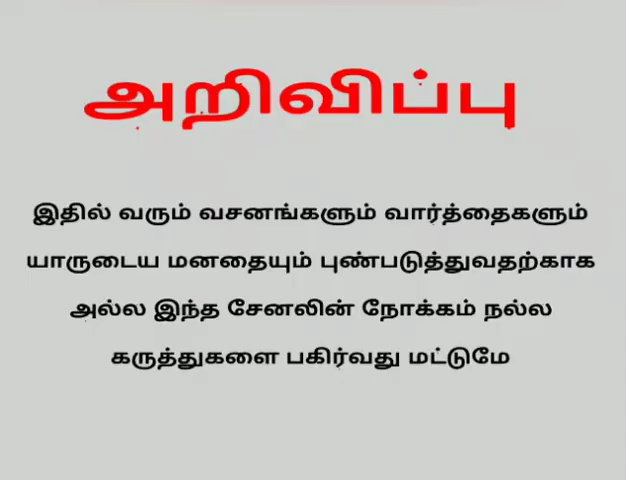 அறிவிப்பு
இதில் வரும் வசனங்களும் வார்த்தைகளும்
யாருடைய மனதையும் புண்படுத்துவதற்காக
அல்ல இந்த சேனலின் நோக்கம் நல்ல
கருத்துகளை பகிர்வது மட்டுமே